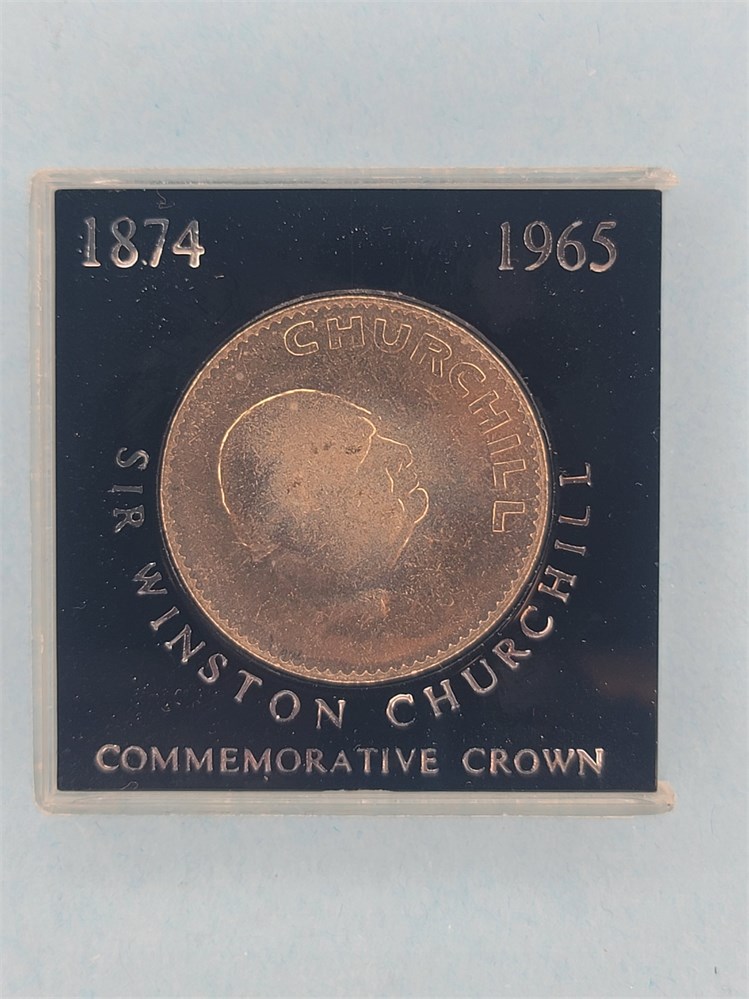 1874 1965
CHURCHILL
SIR WINSTON CHURCHILL
COMMEMORATIVE CROWN